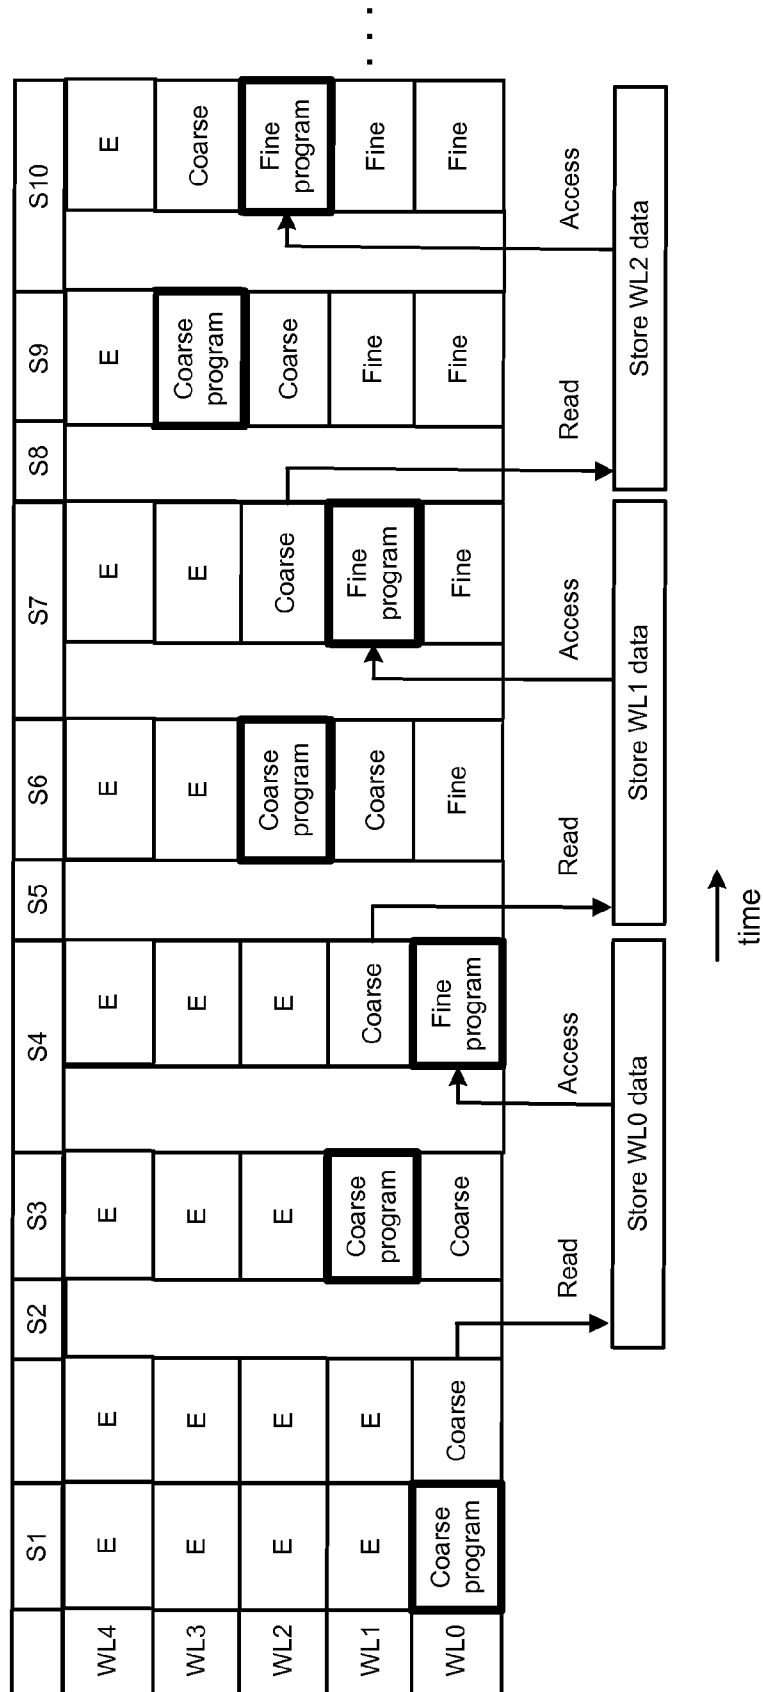 S1 S2 S3 S4 S5 S6 S7 S8 S9 S10
WL4 E E E E E E E E
WL3 E E E E E E Coarse program Coarse
WL2 E E E E Coarse program Coarse Coarse Fine program
WL1 E E Coarse program Coarse Coarse Fine program Fine Fine
WL0 Coarse program Coarse Coarse Fine program Fine Fine Fine Fine
. . .
Read Access Read Access Read Access
Store WL0 data Store WL1 data Store WL2 data
time